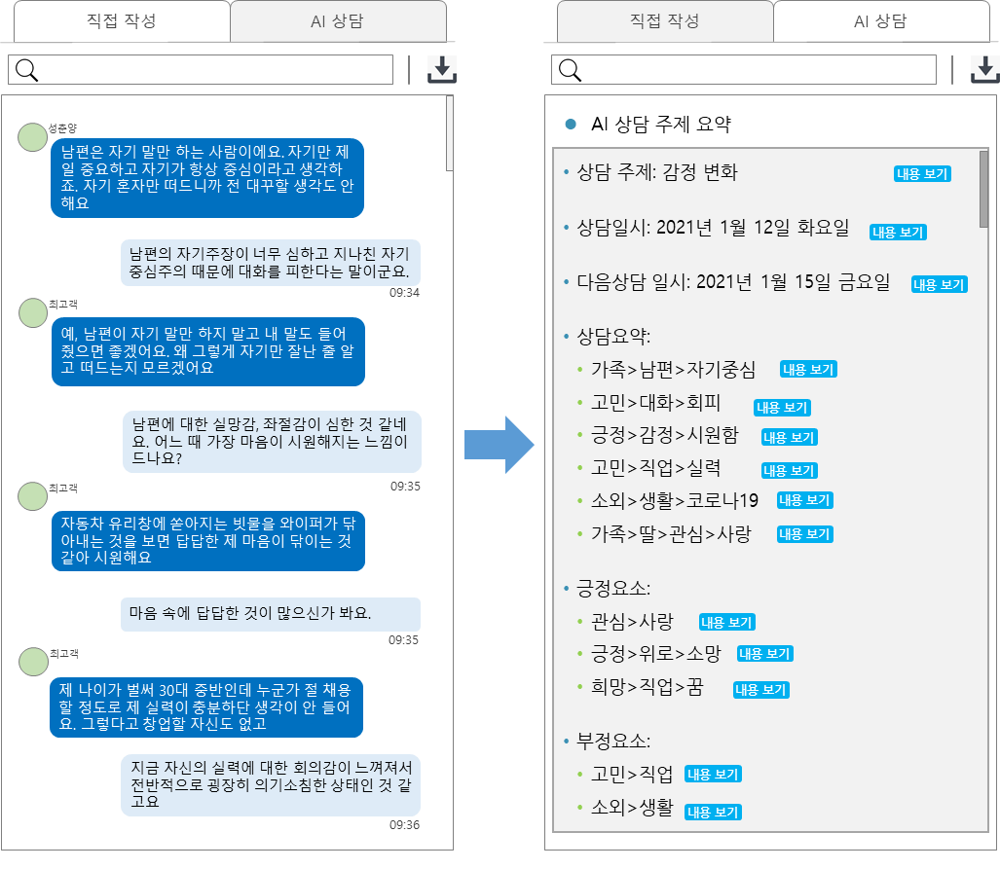 직접 작성
AI 상담
성춘양
남편은 자기 말만 하는 사람이에요. 자기만 제
일 중요하고 자기가 항상 중심이라고 생각하
죠. 자기 혼자만 떠드니까 전 대꾸할 생각도 안
해요
남편의 자기주장이 너무 심하고 지나친 자기
중심주의 때문에 대화를 피한다는 말이군요.
09:34
최고객
예, 남편이 자기 말만 하지 말고 내 말도 들어
줬으면 좋겠어요. 왜 그렇게 자기만 잘난 줄 알
고 떠드는지 모르겠어요
남편에 대한 실망감, 좌절감이 심한 것 같네
요. 어느 때 가장 마음이 시원해지는 느낌이
드나요?
09:35
최고객
자동차 유리창에 쏟아지는 빗물을 와이퍼가 닦
아내는 것을 보면 답답한 제 마음이 닦이는 것
같아 시원해요
마음 속에 답답한 것이 많으신가 봐요.
09:35
최고객
제 나이가 벌써 30대 중반인데 누군가 절 채용
할 정도로 제 실력이 충분하단 생각이 안 들어
요. 그렇다고 창업할 자신도 없고
지금 자신의 실력에 대한 회의감이 느껴져서
전반적으로 굉장히 의기소침한 상태인 것 같
고요
09:36
직접 작성
AI 상담
AI 상담 주제 요약
상담 주제: 감정 변화 내용 보기
상담일시: 2021년 1월 12일 화요일 내용 보기
다음상담 일시: 2021년 1월 15일 금요일 내용 보기
상담요약:
가족>남편>자기중심 내용 보기
고민>대화>회피 내용 보기
긍정>감정>시원함 내용 보기
고민>직업>실력 내용 보기
소외>생활>코로나19 내용 보기
가족>딸>관심>사랑 내용 보기
긍정요소:
관심>사랑 내용 보기
긍정>위로>소망 내용 보기
희망>직업>꿈 내용 보기
부정요소:
고민>직업 내용 보기
소외>생활 내용 보기